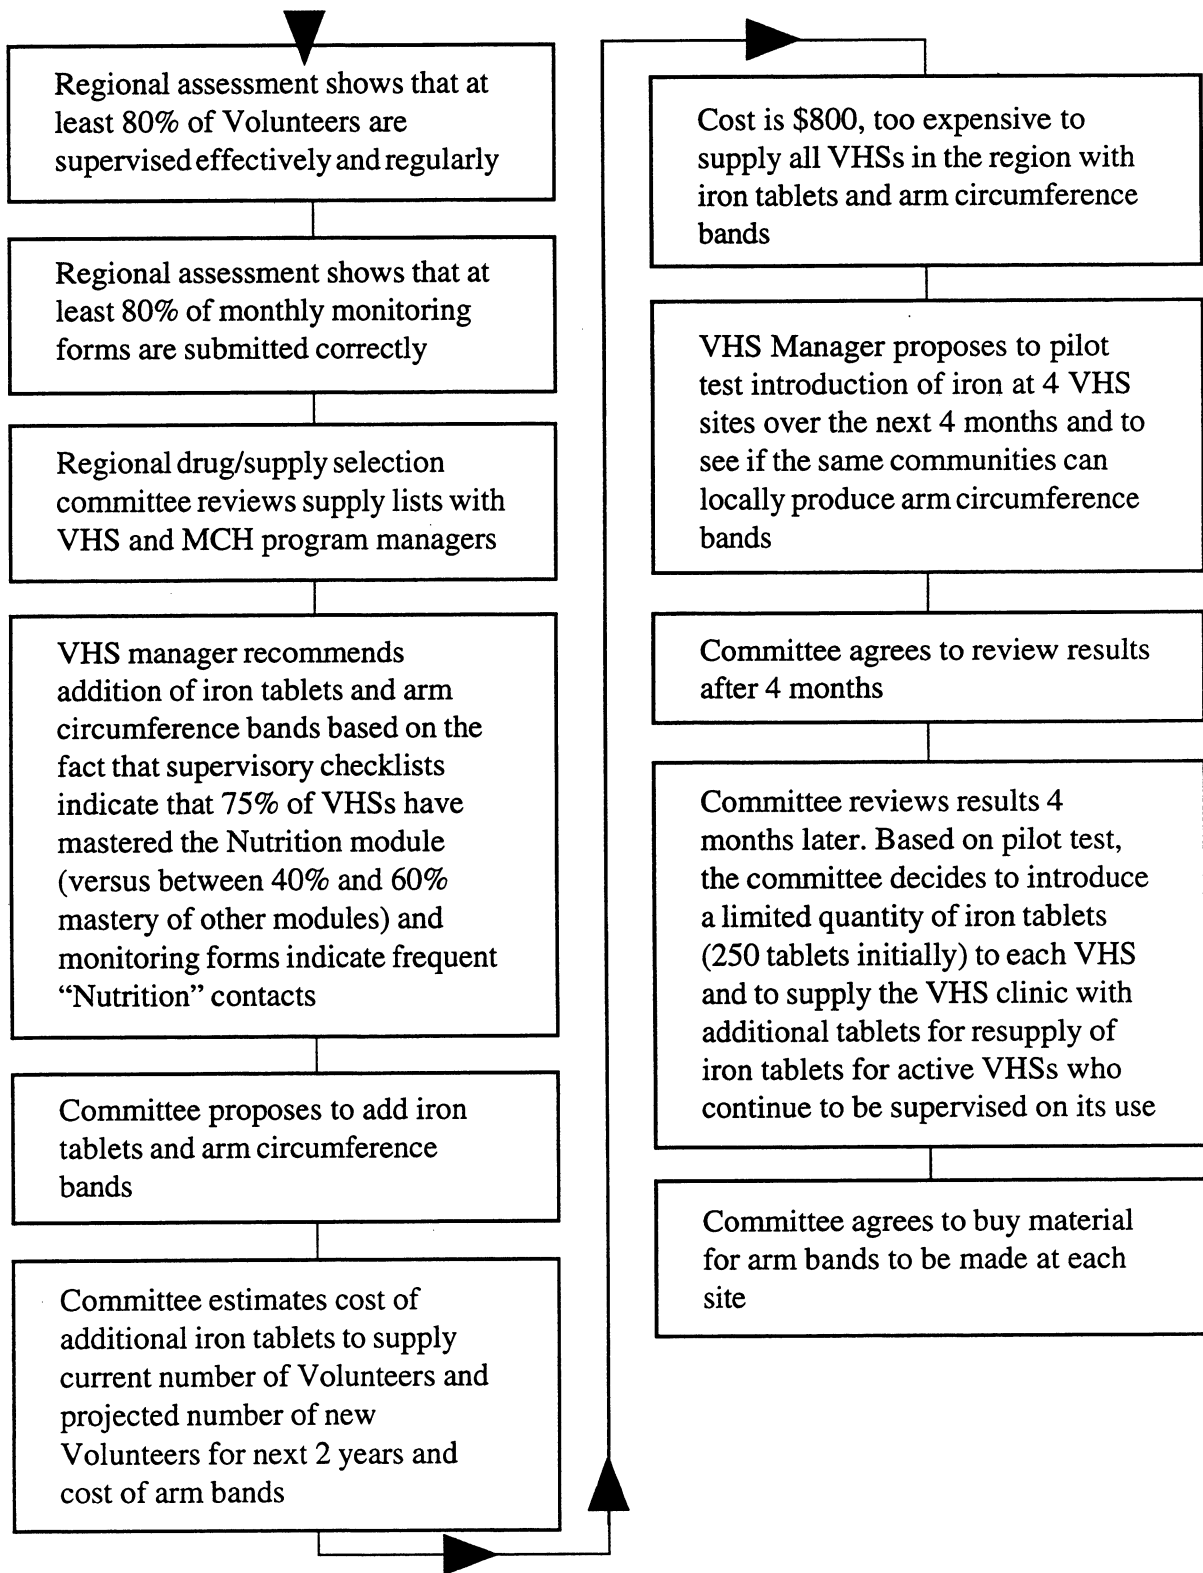 Regional assessment shows that at
least 80% of Volunteers are
supervised effectively and regularly
Regional assessment shows that at
least 80% of monthly monitoring
forms are submitted correctly
Regional drug/supply selection
committee reviews supply lists with
VHS and MCH program managers
VHS manager recommends
addition of iron tablets and arm
circumference bands based on the
fact that supervisory checklists
indicate that 75% of VHSs have
mastered the Nutrition module
(versus between 40% and 60%
mastery of other modules) and
monitoring forms indicate frequent
“Nutrition” contacts
Committee proposes to add iron
tablets and arm circumference
bands
Committee estimates cost of
additional iron tablets to supply
current number of Volunteers and
projected number of new
Volunteers for next 2 years and
cost of arm bands
Cost is $800, too expensive to
supply all VHSs in the region with
iron tablets and arm circumference
bands
VHS Manager proposes to pilot
test introduction of iron at 4 VHS
sites over the next 4 months and to
see if the same communities can
locally produce arm circumference
bands
Committee agrees to review results
after 4 months
Committee reviews results 4
months later. Based on pilot test,
the committee decides to introduce
a limited quantity of iron tablets
(250 tablets initially) to each VHS
and to supply the VHS clinic with
additional tablets for resupply of
iron tablets for active VHSs who
continue to be supervised on its use
Committee agrees to buy material
for arm bands to be made at each
site